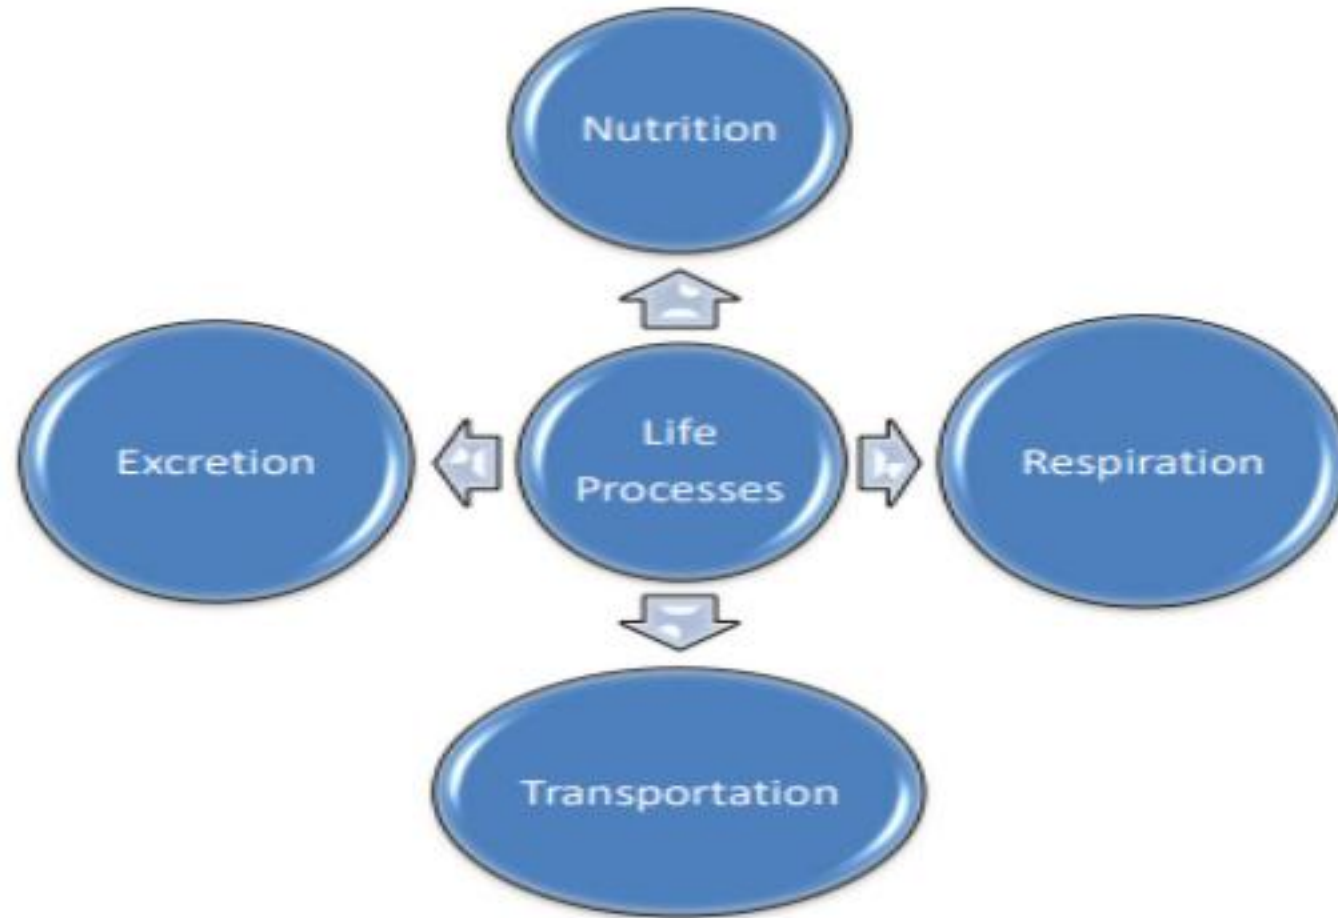 Nutrition
Excretion
Life
Processes
Respiration
Transportation